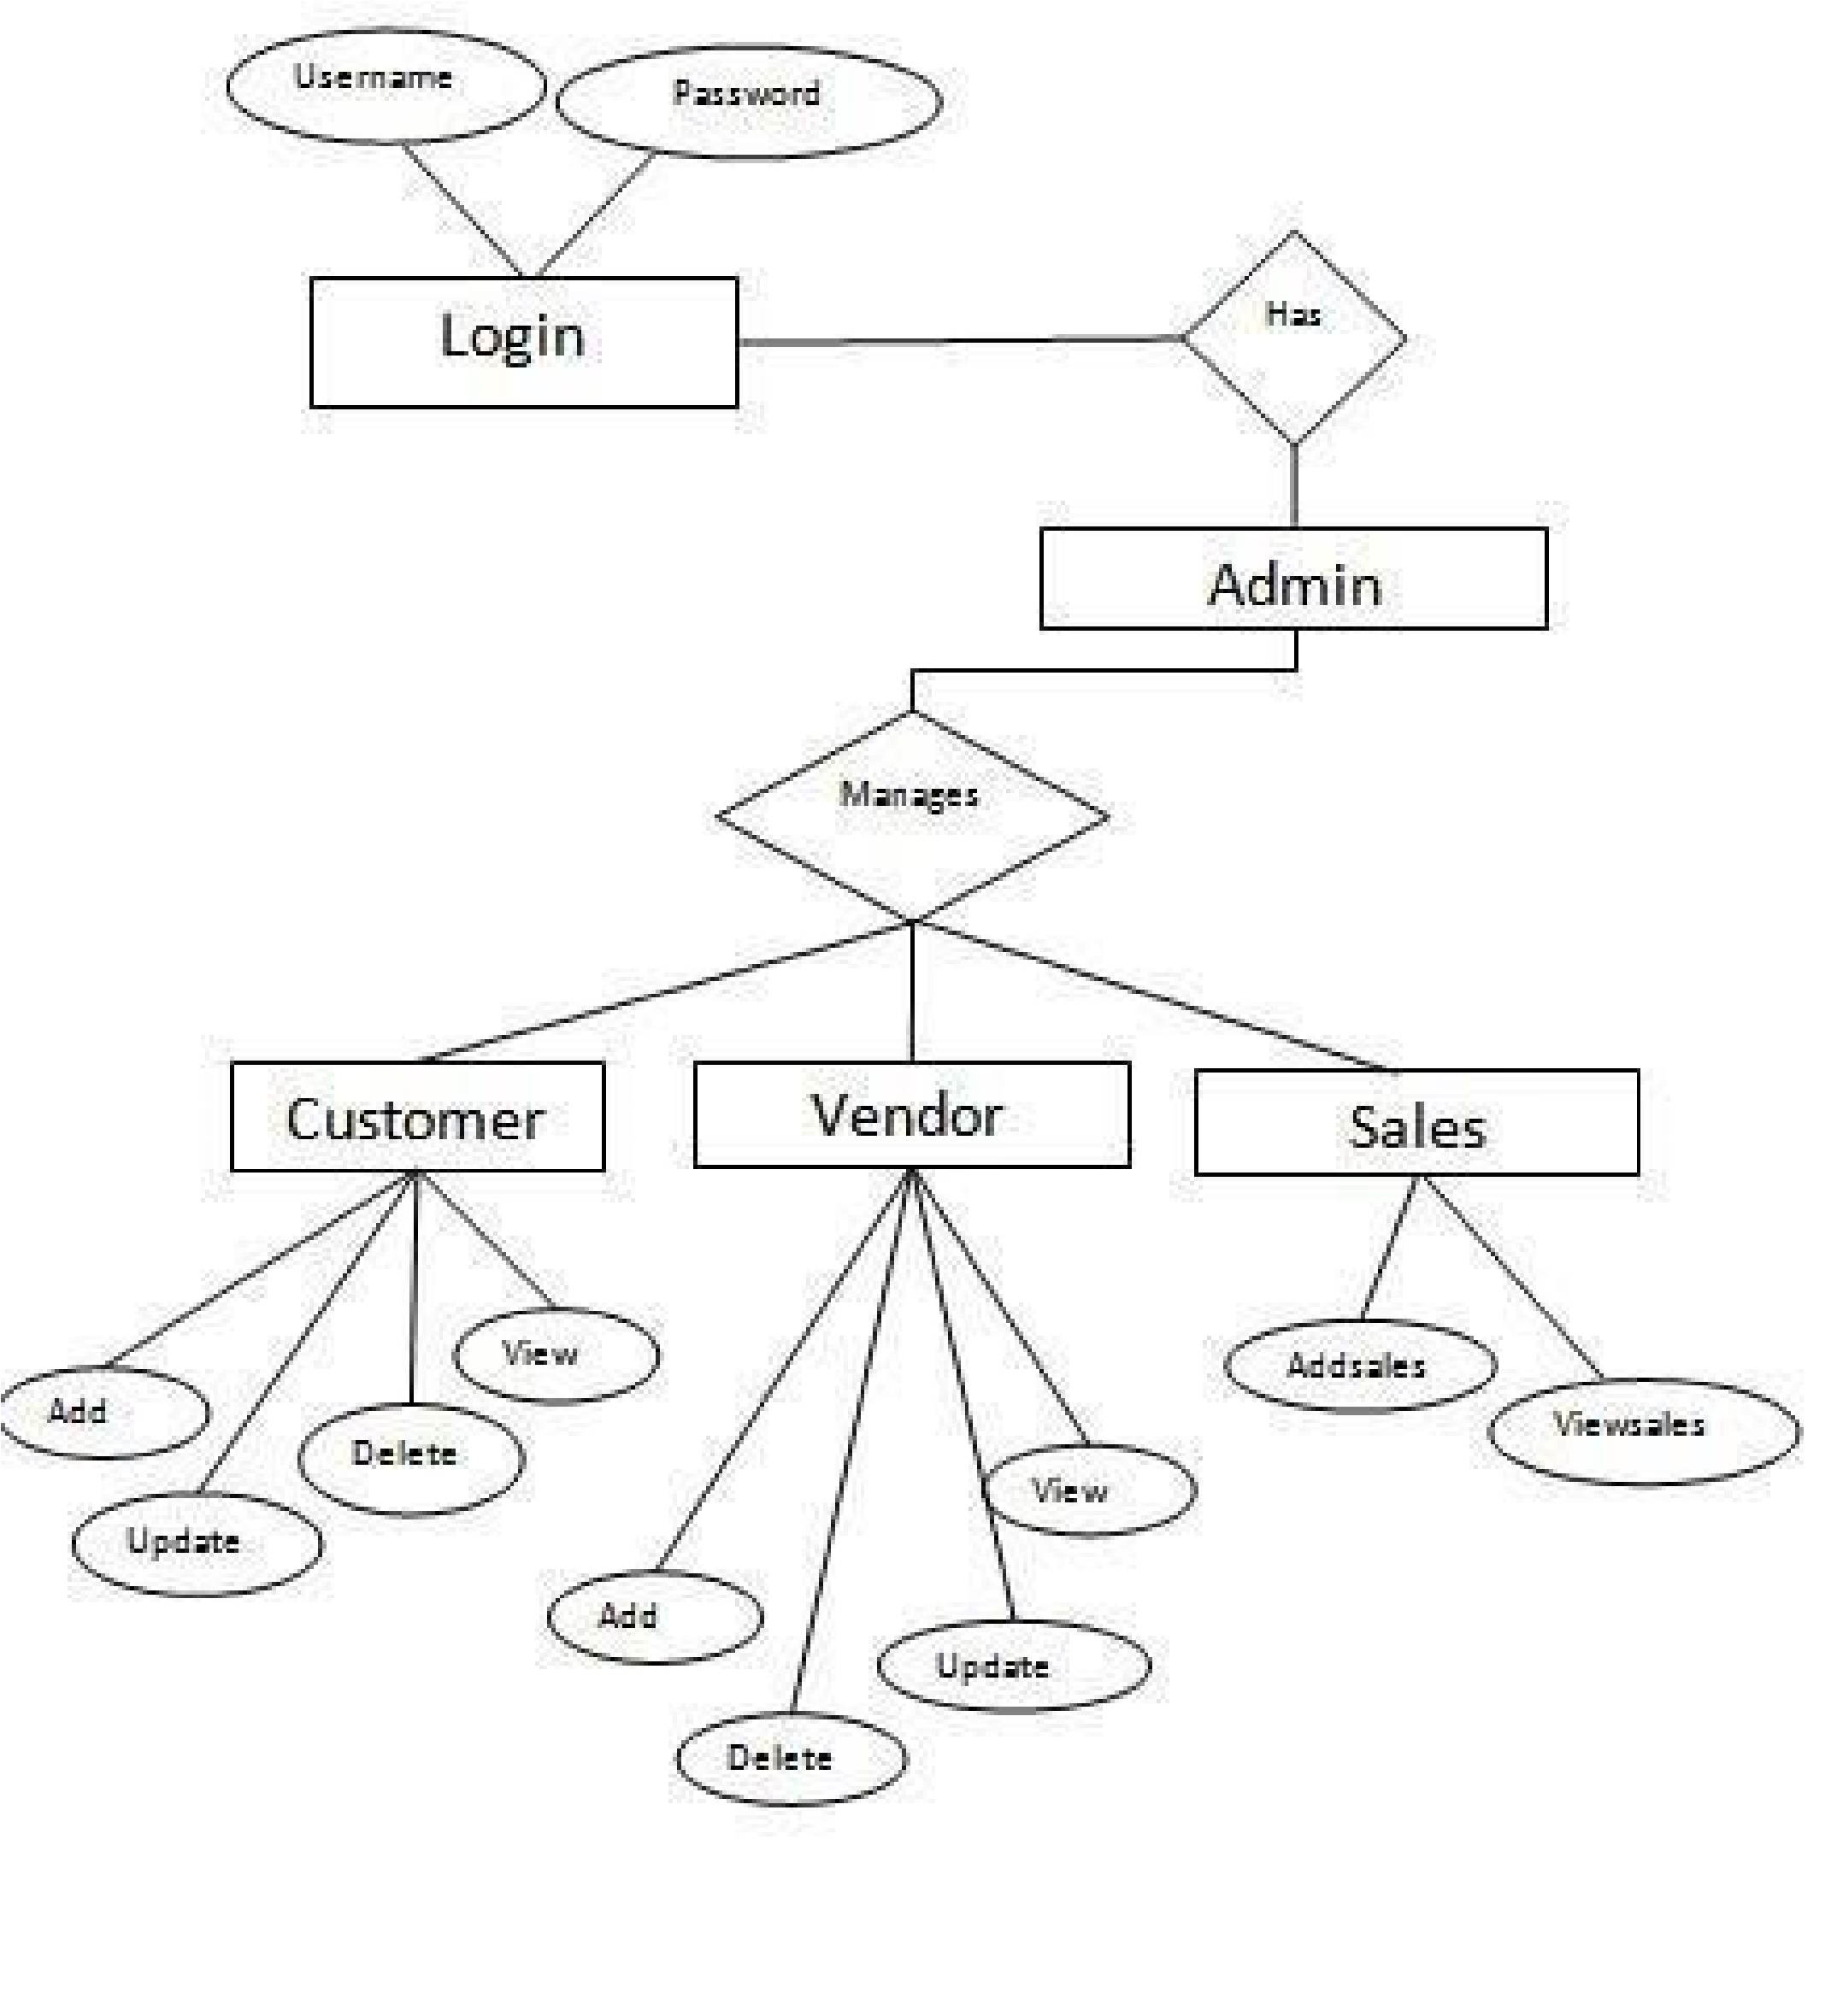 Username
Password
Login
Has
Admin
Manages
Customer
Vendor
Sales
View
Add
Delete
Update
Addsales
Viewsales
View
Add
Update
Delete